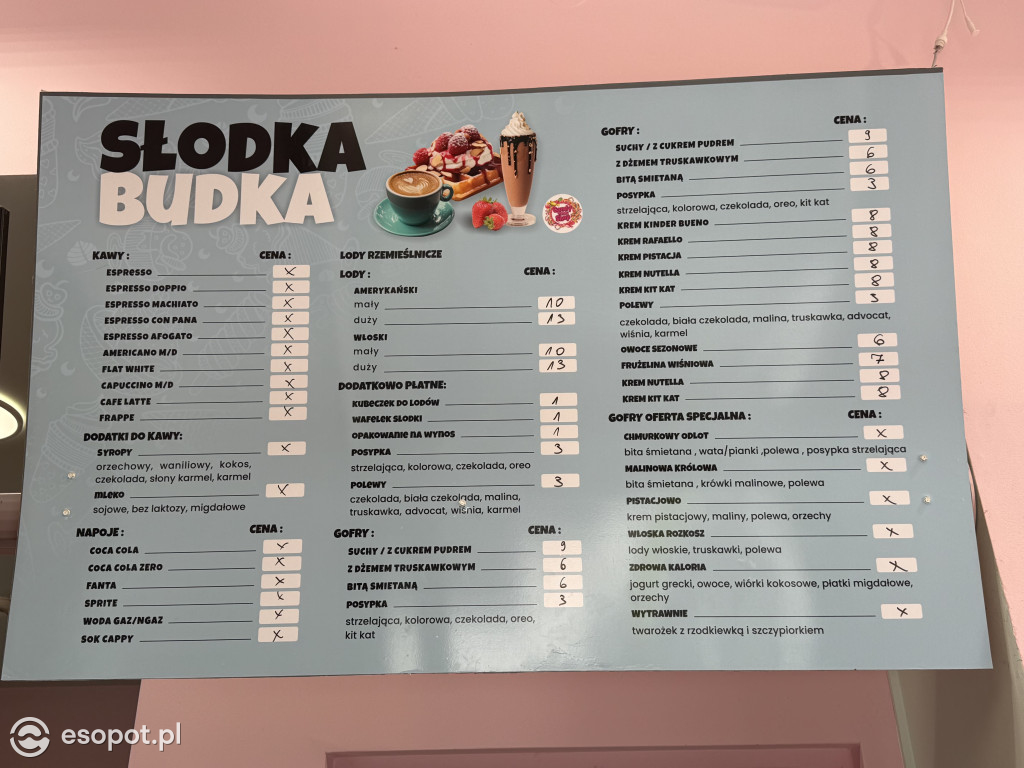 SŁODKA
BUDKA
KAWY : CENA :
ESPRESSO X
ESPRESSO DOPPIO X
ESPRESSO MACHIATO X
ESPRESSO CON PANA X
ESPRESSO AFOGATO X
AMERICANO M/D X
FLAT WHITE X
CAPUCCINO M/D X
CAFE LATTE X
FRAPPE X
DODATKI DO KAWY:
SYROPY X
orzechowy, waniliowy, kokos,
czekolada, słony karmel, karmel
MLEKO X
sojowe, bez laktozy, migdałowe
NAPOJE : CENA :
COCA COLA X
COCA COLA ZERO X
FANTA X
SPRITE X
WODA GAZ/NGAZ X
SOK CAPPY X
LODY RZEMIEŚLNICZE
LODY : CENA :
AMERYKAŃSKI
mały 10
duży 13
WŁOSKI
mały 10
duży 13
DODATKOWO PŁATNE:
KUBECZEK DO LODÓW 1
WAFELEK SŁODKI 1
OPAKOWANIE NA WYNOS 1
POSYPKA 3
strzelająca, kolorowa, czekolada, oreo
POLEWY 3
czekolada, biała czekolada, malina,
truskawka, advocat, wiśnia, karmel
GOFRY : CENA :
SUCHY / Z CUKREM PUDREM 9
Z DŻEMEM TRUSKAWKOWYM 6
BITĄ SMIETANĄ 6
POSYPKA 3
strzelająca, kolorowa, czekolada, oreo,
kit kat
GOFRY : CENA :
SUCHY / Z CUKREM PUDREM 9
Z DŻEMEM TRUSKAWKOWYM 6
BITĄ SMIETANĄ 6
POSYPKA 3
strzelająca, kolorowa, czekolada, oreo, kit kat
KREM KINDER BUENO 8
KREM RAFAELLO 8
KREM PISTACJA 8
KREM NUTELLA 8
KREM KIT KAT 8
POLEWY 3
czekolada, biała czekolada, malina, truskawka, advocat,
wiśnia, karmel
OWOCE SEZONOWE 6
FRUŻELINA WIŚNIOWA 7
KREM NUTELLA 8
KREM KIT KAT 8
GOFRY OFERTA SPECJALNA : CENA :
CHMURKOWY ODLOT X
bita śmietana , wata/pianki ,polewa , posypka strzelająca
MALINOWA KRÓLOWA X
bita śmietana , krówki malinowe, polewa
PISTACJOWO X
krem pistacjowy, maliny, polewa, orzechy
WŁOSKA ROZKOSZ X
lody włoskie, truskawki, polewa
ZDROWA KALORIA X
jogurt grecki, owoce, wiórki kokosowe, płatki migdałowe,
orzechy
WYTRAWNIE X
twarożek z rzodkiewką i szczypiorkiem
esopot.pl